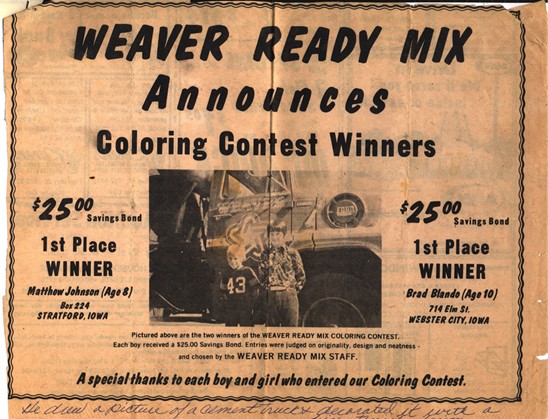 WEAVER READY MIX
Announces
Coloring Contest Winners
$25.00
Savings Bond
1st Place
WINNER
Matthow Johnson (Age 8)
Box 224
STRATFORD, IOWA
43
$25.00
Savings Bond
1st Place
WINNER
Brad Blando (Age 10)
714 Elm St.
WEBSTER CITY, IOWA
Pictured above are the two winners of the WEAVER READY MIX COLORING CONTEST.
Each boy received a $25.00 Savings Bond. Entries were judged on originality, design and neatness -
and chosen by the WEAVER READY MIX STAFF.
A special thanks to each boy and girl who entered our Coloring Contest.
He drew a picture of a cement truck & decorated it with a